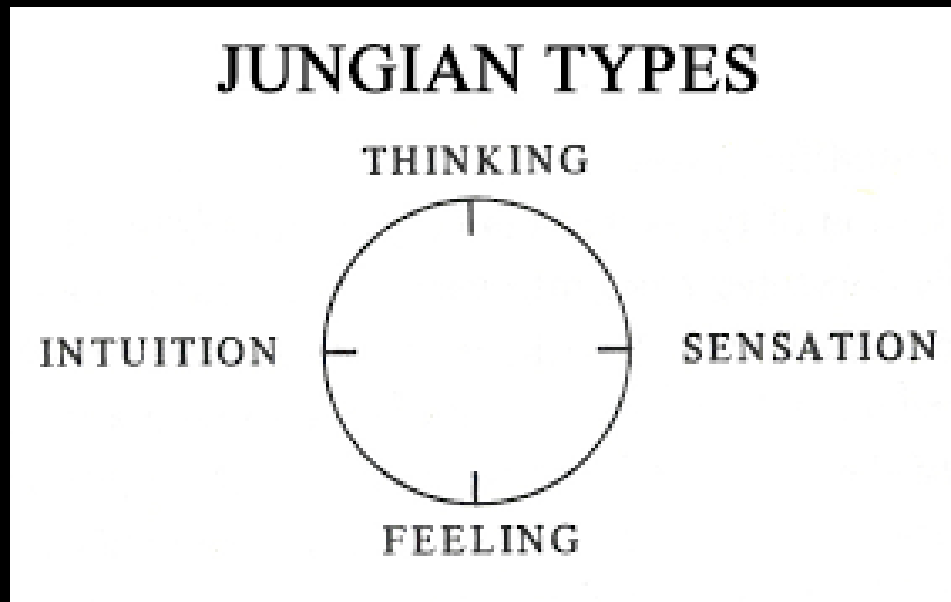 JUNGIAN TYPES
THINKING
INTUITION
SENSATION
FEELING